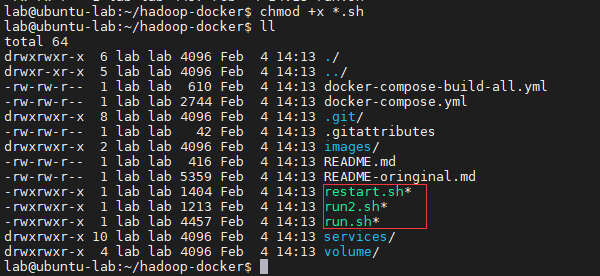 lab@ubuntu-lab:~/hadoop-docker$ chmod +x *.sh
lab@ubuntu-lab:~/hadoop-docker$ ll
total 64
drwxrwxr-x  6 lab lab 4096 Feb  4 14:13 ./
drwxr-xr-x  5 lab lab 4096 Feb  4 14:13 ../
-rw-rw-r--  1 lab lab  610 Feb  4 14:13 docker-compose-build-all.yml
-rw-rw-r--  1 lab lab 2744 Feb  4 14:13 docker-compose.yml
drwxrwxr-x  8 lab lab 4096 Feb  4 14:13 .git/
-rw-rw-r--  1 lab lab   42 Feb  4 14:13 .gitattributes
drwxrwxr-x  2 lab lab 4096 Feb  4 14:13 images/
-rw-rw-r--  1 lab lab  416 Feb  4 14:13 README.md
-rw-rw-r--  1 lab lab 5359 Feb  4 14:13 README-oringinal.md
-rwxrwxr-x  1 lab lab 1404 Feb  4 14:13 restart.sh*
-rwxrwxr-x  1 lab lab 1213 Feb  4 14:13 run2.sh*
-rwxrwxr-x  1 lab lab 4457 Feb  4 14:13 run.sh*
drwxrwxr-x 10 lab lab 4096 Feb  4 14:13 services/
drwxrwxr-x  4 lab lab 4096 Feb  4 14:13 volume/
lab@ubuntu-lab:~/hadoop-docker$